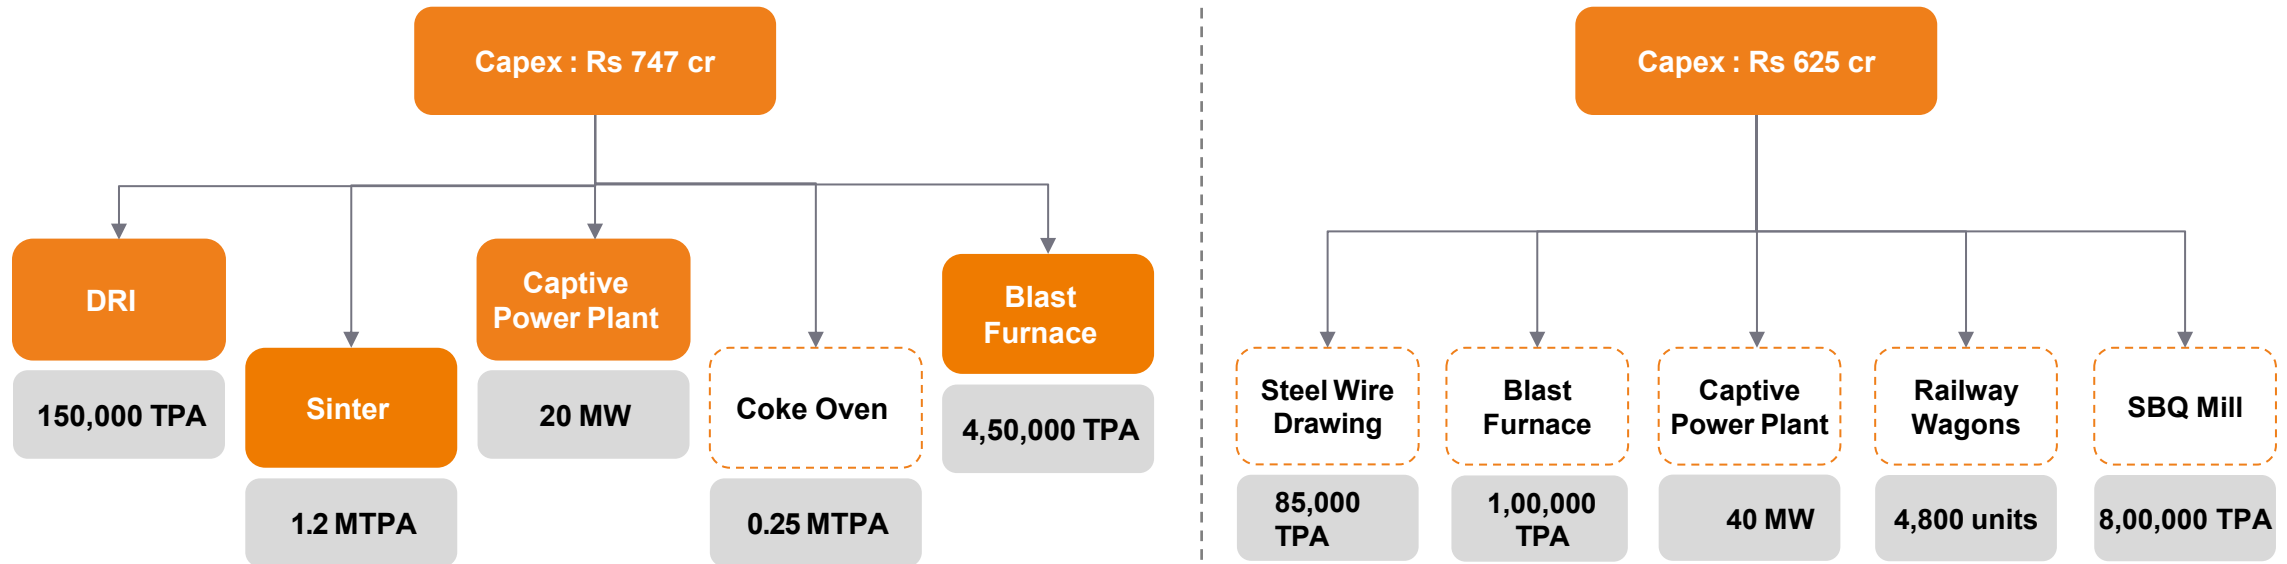 Capex : Rs 747 cr
DRI
150,000 TPA
Sinter
1.2 MTPA
Captive
Power Plant
20 MW
Coke Oven
0.25 MTPA
Blast
Furnace
4,50,000 TPA
Capex : Rs 625 cr
Steel Wire
Drawing
85,000
TPA
Blast
Furnace
1,00,000
TPA
Captive
Power Plant
40 MW
Railway
Wagons
4,800 units
SBQ Mill
8,00,000 TPA